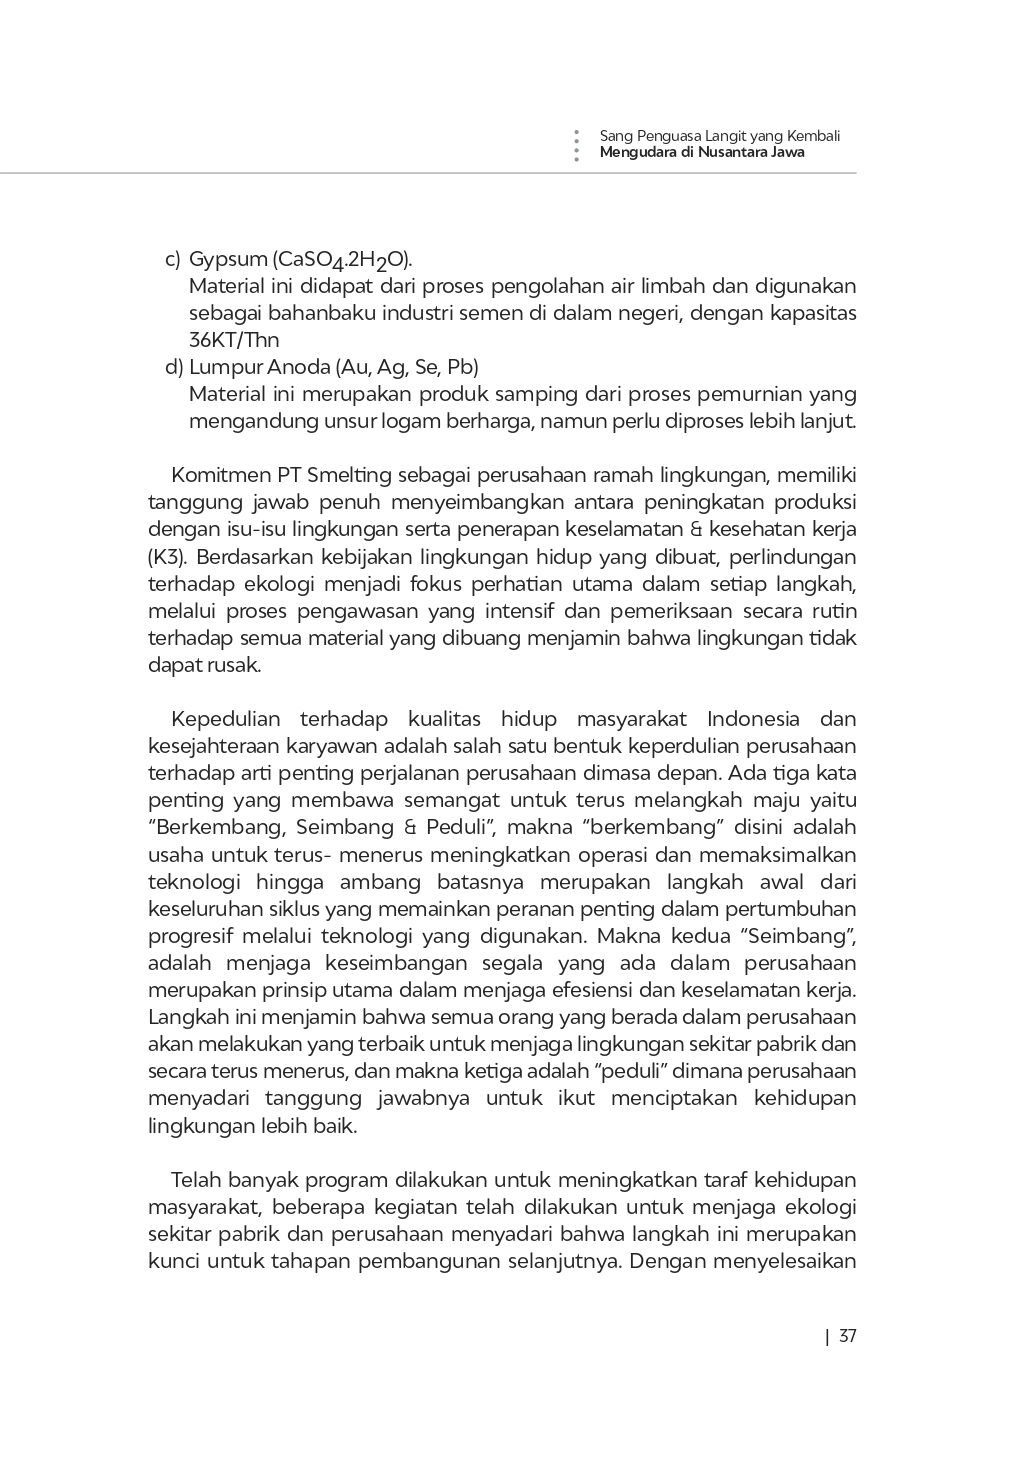 Sang Penguasa Langit yang Kembali
Mengudara di Nusantara Jawa
c) Gypsum (CaSO4.2H2O).
Material ini didapat dari proses pengolahan air limbah dan digunakan
sebagai bahanbaku industri semen di dalam negeri, dengan kapasitas
36KT/Thn
d) Lumpur Anoda (Au, Ag, Se, Pb)
Material ini merupakan produk samping dari proses pemurnian yang
mengandung unsur logam berharga, namun perlu diproses lebih lanjut.
Komitmen PT Smelting sebagai perusahaan ramah lingkungan, memiliki
tanggung jawab penuh menyeimbangkan antara peningkatan produksi
dengan isu-isu lingkungan serta penerapan keselamatan & kesehatan kerja
(K3). Berdasarkan kebijakan lingkungan hidup yang dibuat, perlindungan
terhadap ekologi menjadi fokus perhatian utama dalam setiap langkah,
melalui proses pengawasan yang intensif dan pemeriksaan secara rutin
terhadap semua material yang dibuang menjamin bahwa lingkungan tidak
dapat rusak.
Kepedulian terhadap kualitas hidup masyarakat Indonesia dan
kesejahteraan karyawan adalah salah satu bentuk keperdulian perusahaan
terhadap arti penting perjalanan perusahaan dimasa depan. Ada tiga kata
penting yang membawa semangat untuk terus melangkah maju yaitu
“Berkembang, Seimbang & Peduli”, makna “berkembang” disini adalah
usaha untuk terus- menerus meningkatkan operasi dan memaksimalkan
teknologi hingga ambang batasnya merupakan langkah awal dari
keseluruhan siklus yang memainkan peranan penting dalam pertumbuhan
progresif melalui teknologi yang digunakan. Makna kedua “Seimbang”,
adalah menjaga keseimbangan segala yang ada dalam perusahaan
merupakan prinsip utama dalam menjaga efesiensi dan keselamatan kerja.
Langkah ini menjamin bahwa semua orang yang berada dalam perusahaan
akan melakukan yang terbaik untuk menjaga lingkungan sekitar pabrik dan
secara terus menerus, dan makna ketiga adalah “peduli” dimana perusahaan
menyadari tanggung jawabnya untuk ikut menciptakan kehidupan
lingkungan lebih baik.
Telah banyak program dilakukan untuk meningkatkan taraf kehidupan
masyarakat, beberapa kegiatan telah dilakukan untuk menjaga ekologi
sekitar pabrik dan perusahaan menyadari bahwa langkah ini merupakan
kunci untuk tahapan pembangunan selanjutnya. Dengan menyelesaikan
| 37